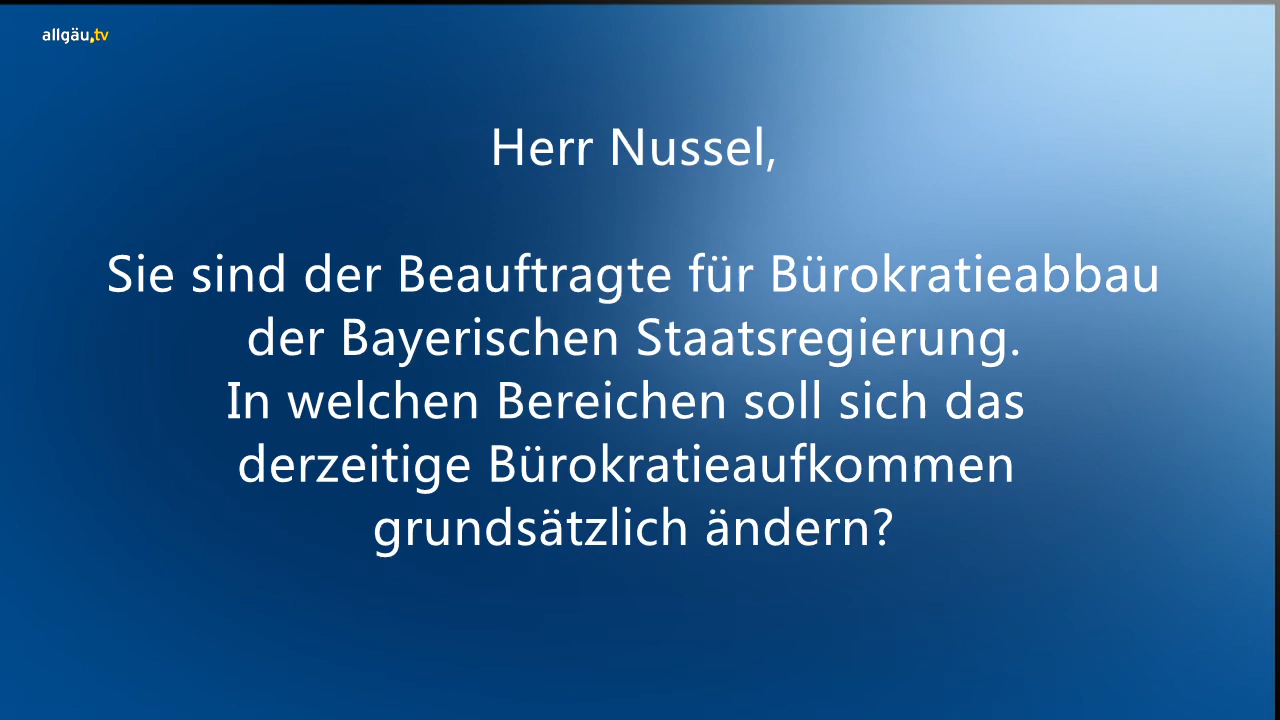 allgäu.tv
Herr Nussel,
Sie sind der Beauftragte für Bürokratieabbau
der Bayerischen Staatsregierung.
In welchen Bereichen soll sich das
derzeitige Bürokratieaufkommen
grundsätzlich ändern?